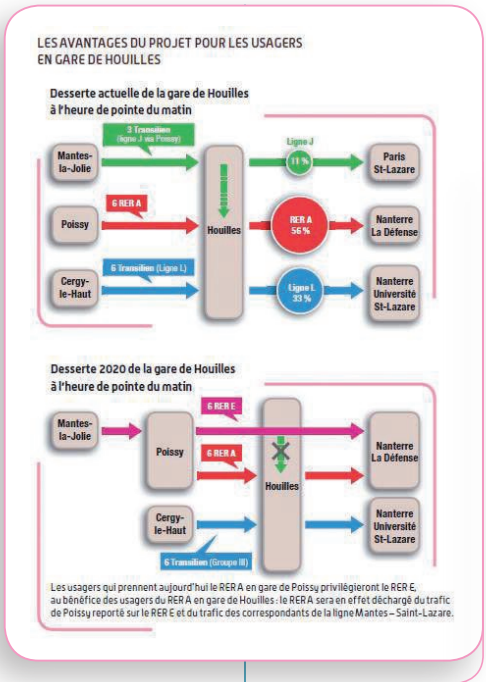 LES AVANTAGES DU PROJET POUR LES USAGERS
EN GARE DE HOUILLES
Desserte actuelle de la gare de Houilles
à l'heure de pointe du matin
3 Transilien
(ligne J via Poissy)
Mantes-
la-Jolie
Ligne J
11 %
Paris
St-Lazare
6 RER A
Poissy
Houilles
RER A
56 %
Nanterre
La Défense
6 Transilien (Ligne L)
Cergy-
le-Haut
Ligne L
33 %
Nanterre
Université
St-Lazare
Desserte 2020 de la gare de Houilles
à l'heure de pointe du matin
6 RER E
Mantes-
la-Jolie
Poissy
6 RER A
Houilles
Nanterre
La Défense
Cergy-
le-Haut
Nanterre
Université
St-Lazare
6 Transilien (Groupe III)
Les usagers qui prennent aujourd'hui le RER A en gare de Poissy privilégieront le RER E,
au bénéfice des usagers du RER A en gare de Houilles : le RER A sera en effet déchargé du trafic
de Poissy reporté sur le RER E et du trafic des correspondants de la ligne Mantes – Saint-Lazare.